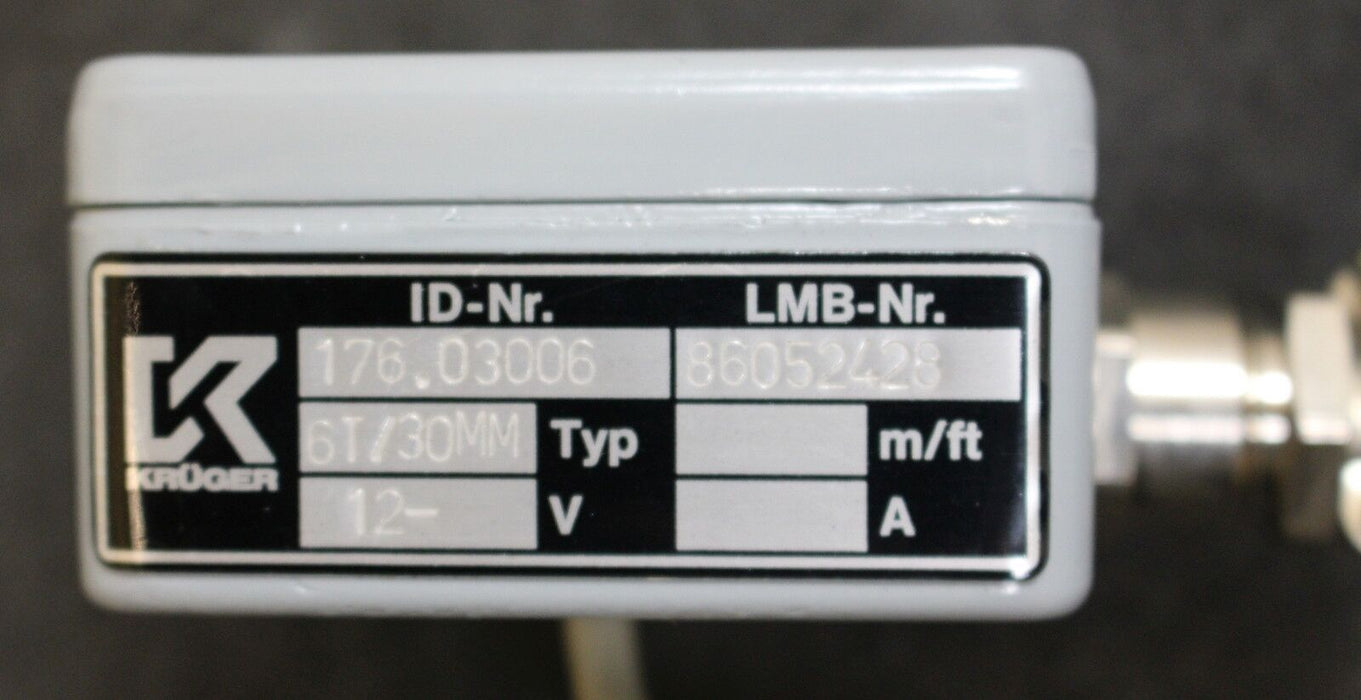 ID-Nr. LMB-Nr.
176.03006 86052428
6T/30MM Typ m/ft
KRÜGER
12- V A